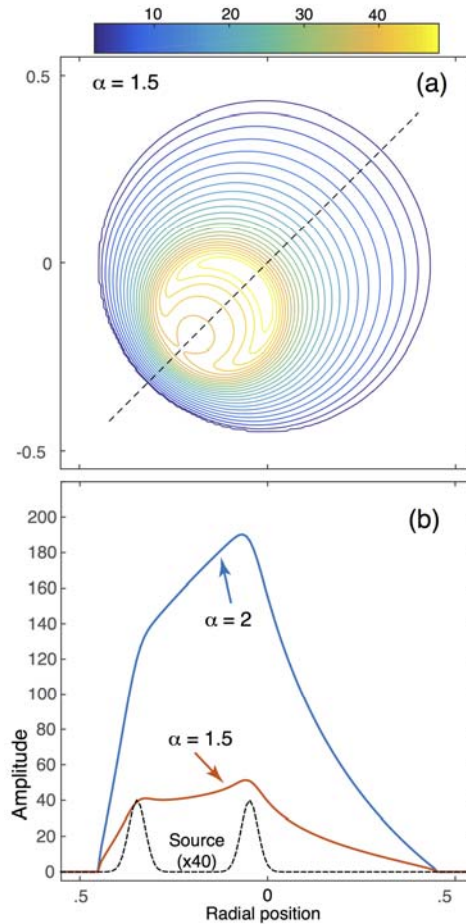 10 20 30 40
α = 1.5
(a)
0.5
0
-0.5
(b)
200
180
160
140
120
100
80
60
40
20
0
Amplitude
α = 2
α = 1.5
Source
(x40)
.5 0 .5
Radial position